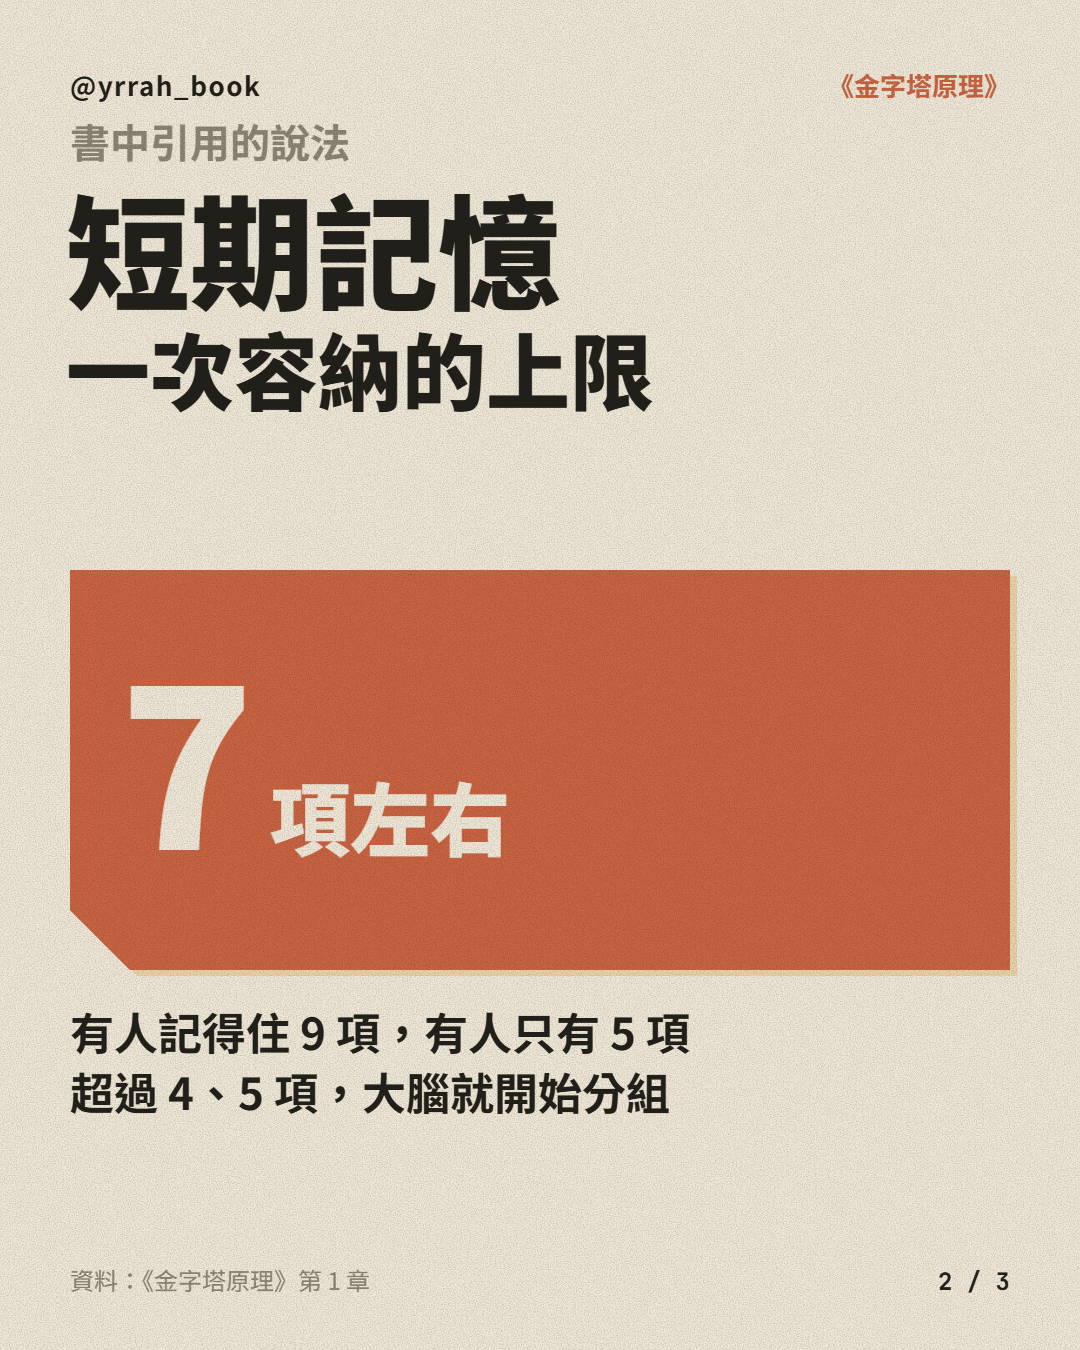 @yrrah_book
《金字塔原理》
書中引用的說法
短期記憶
一次容納的上限
7 項左右
有人記得住 9 項，有人只有 5 項
超過 4、5 項，大腦就開始分組
資料：《金字塔原理》第 1 章
2 / 3